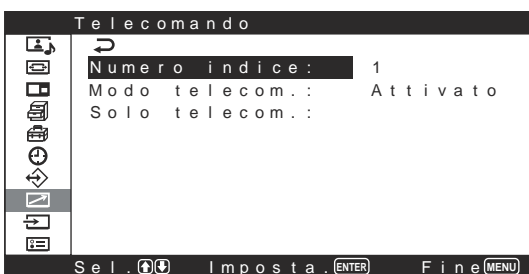 Telecomando
Numero indice: 1
Modo telecom.: Attivato
Solo telecom.:
Sel. Imposta. ENTER Fine MENU